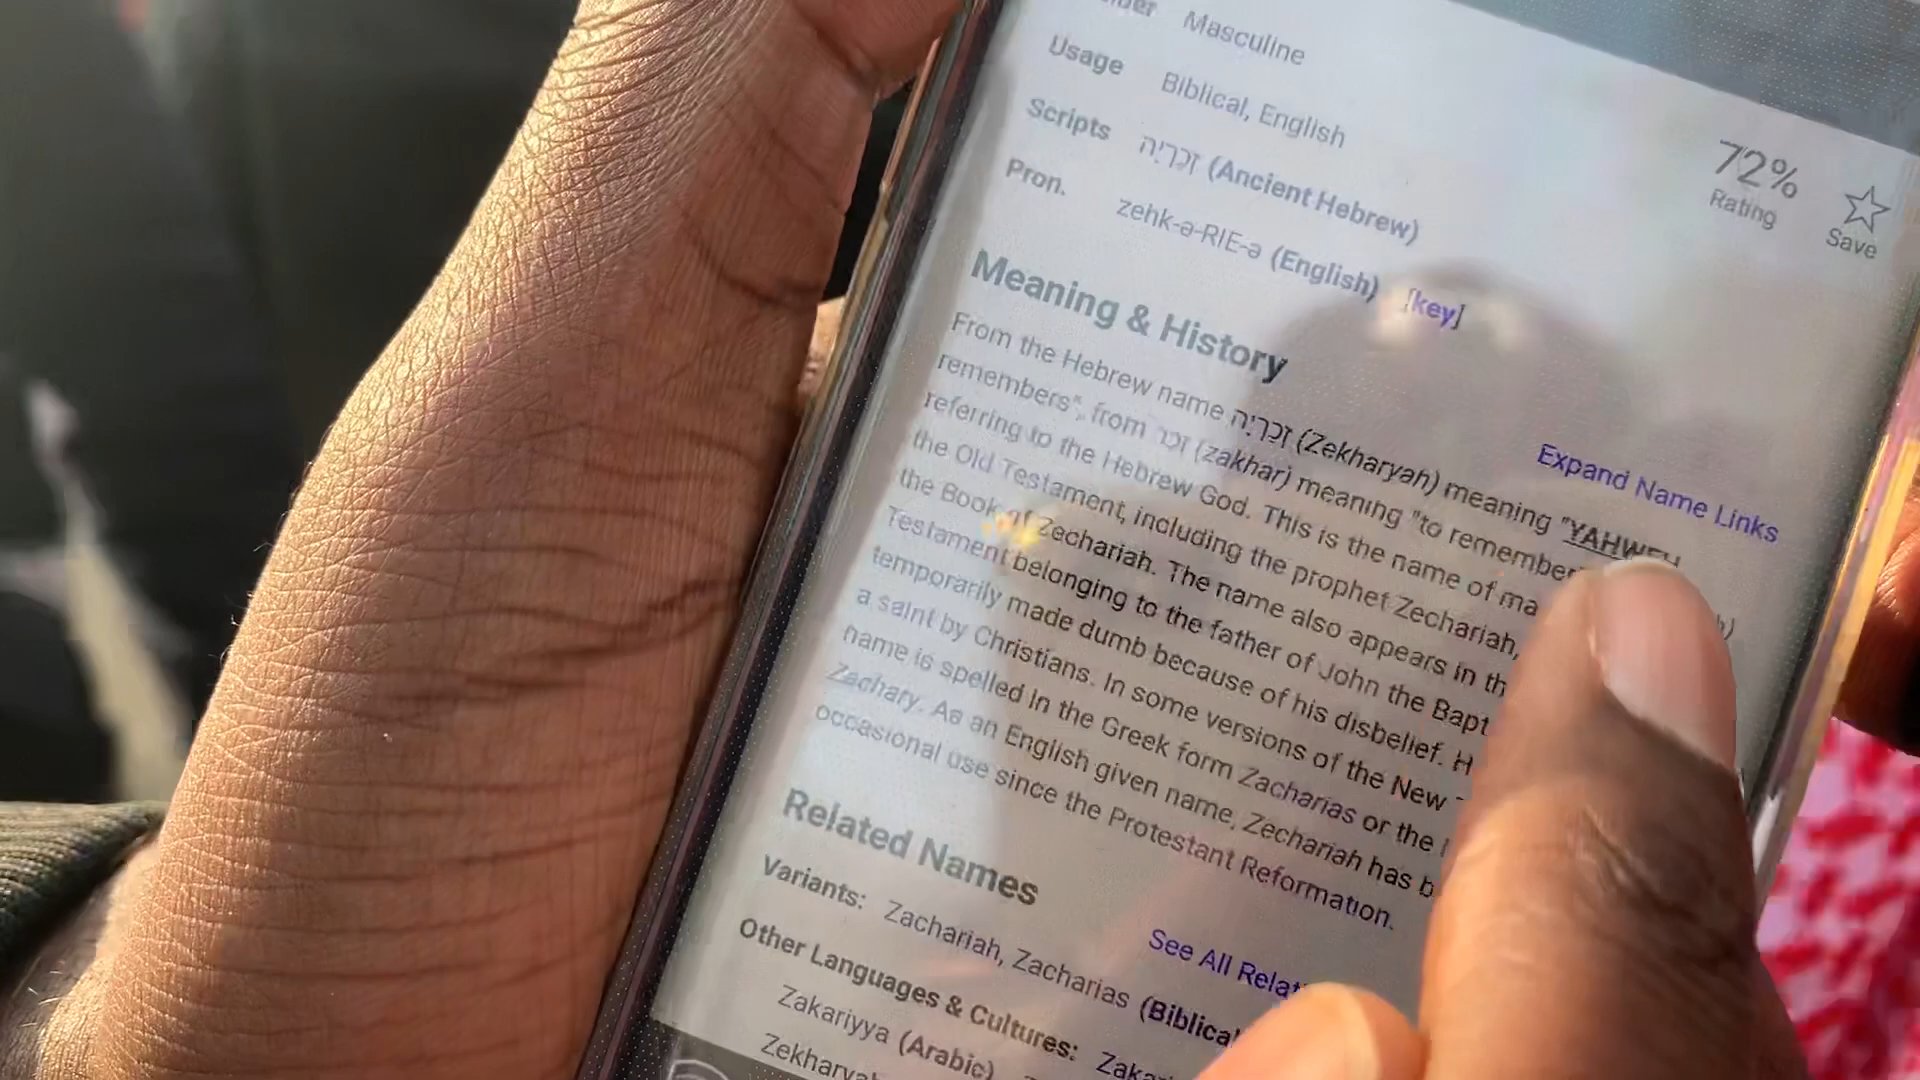 Masculine
Usage Biblical, English
Scripts זְכַרְיָה (Ancient Hebrew)
Pron. zehk-ə-RIE-ə (English) [key]
72%
Rating
Save
Meaning & History
Expand Name Links
From the Hebrew name זְכַרְיָה (Zekharyah) meaning "YAHWEH
remembers", from זָכַר (zakhar) meaning "to remember
referring to the Hebrew God. This is the name of
the Old Testament, including the prophet Zechariah,
the Book of Zechariah. The name also appears in
Testament belonging to the father of John the
temporarily made dumb because of his disbelief.
a saint by Christians. In some versions of the New
name is spelled in the Greek form Zacharias or the
Zachary. As an English given name, Zechariah has
occasional use since the Protestant Reformation.
Related Names
See All
Variants: Zachariah, Zacharias (Biblical
Other Languages & Cultures:
Zakariyya (Arabic)